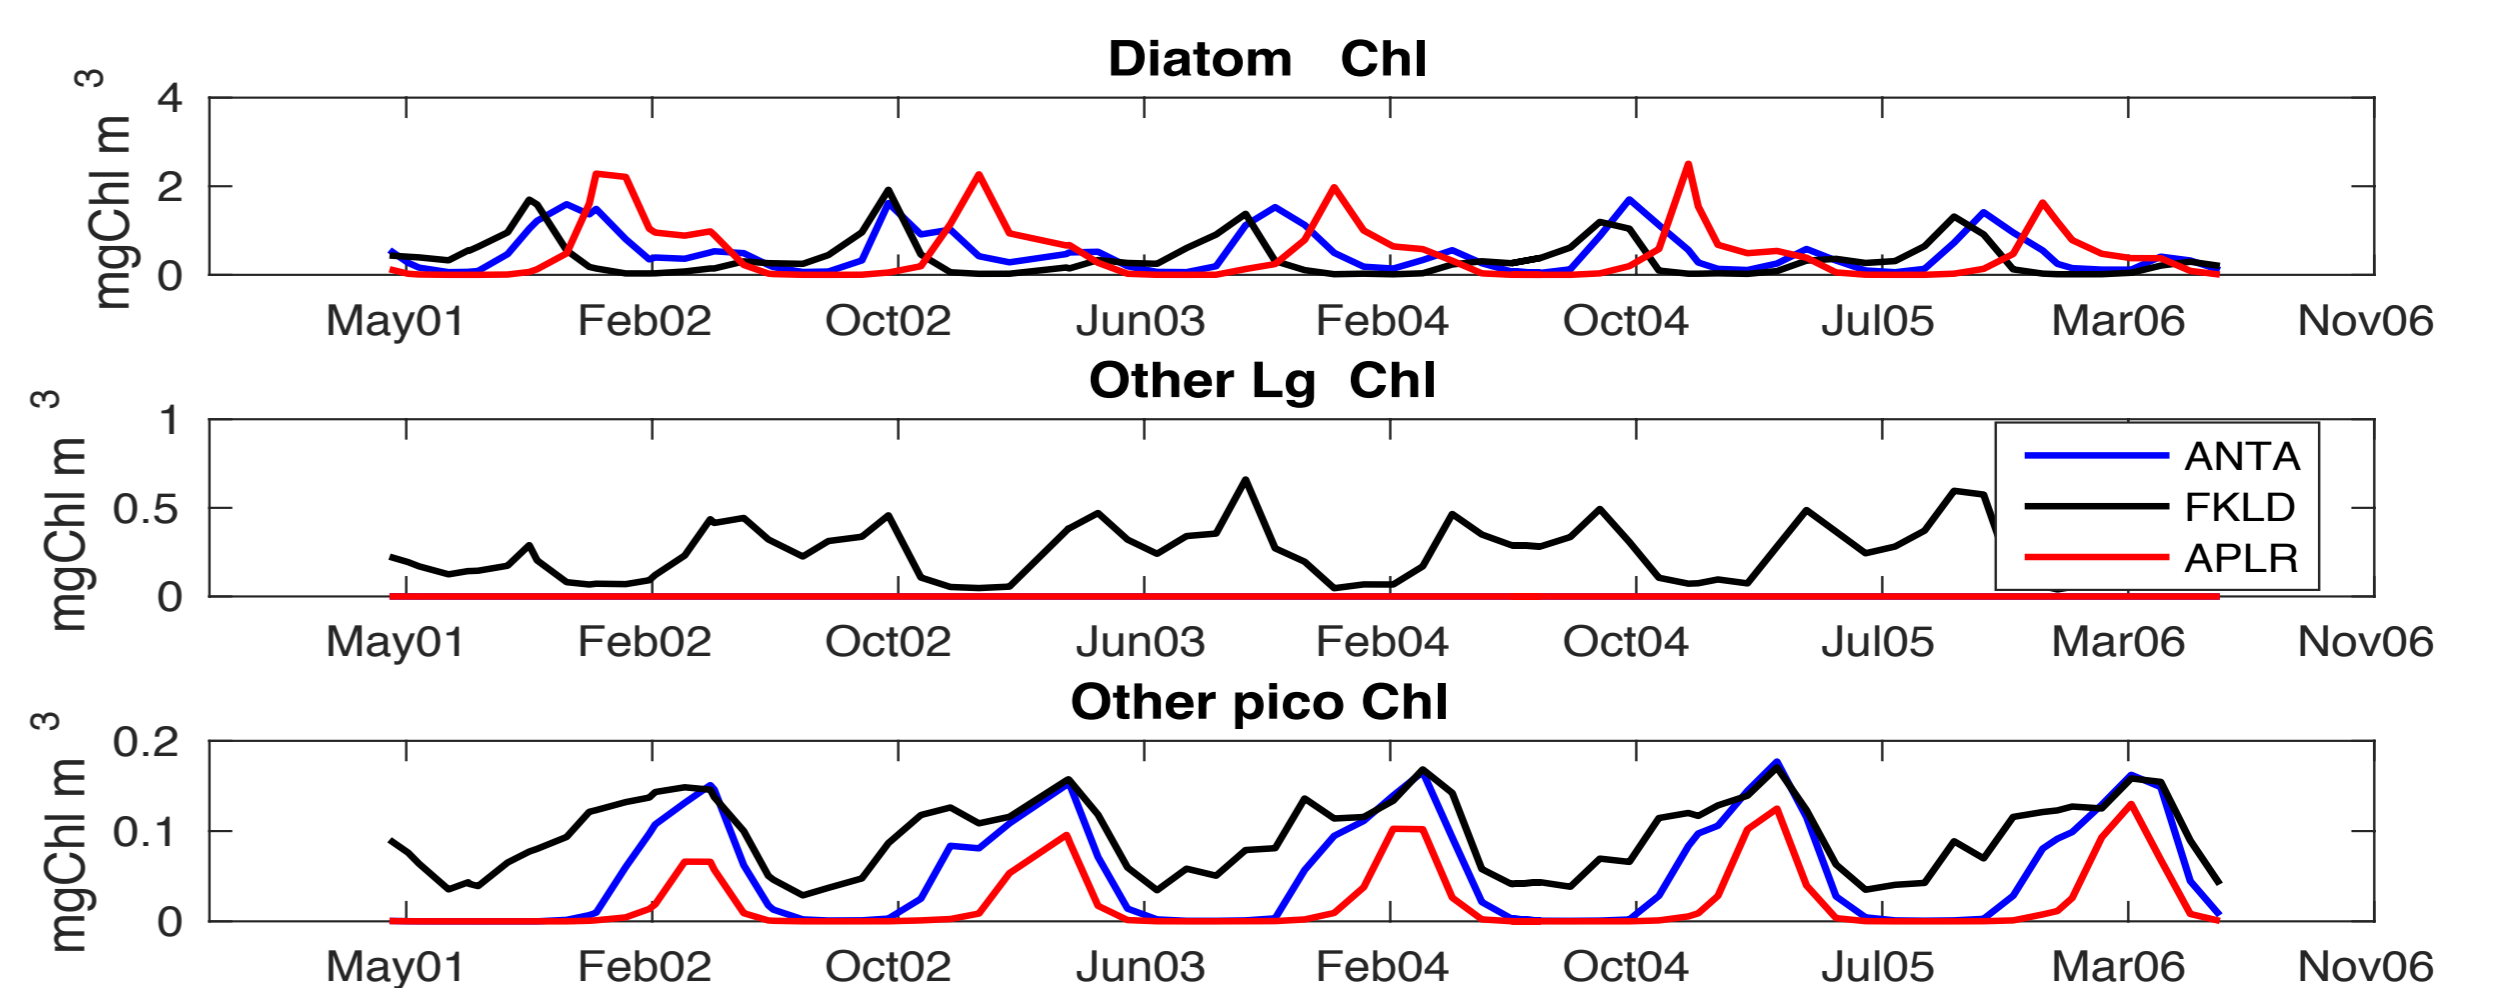 Diatom Chl
mgChl m 3
4
2
0
May01 Feb02 Oct02 Jun03 Feb04 Oct04 Jul05 Mar06 Nov06
Other Lg Chl
mgChl m 3
1
0.5
0
ANTA
FKLD
APLR
May01 Feb02 Oct02 Jun03 Feb04 Oct04 Jul05 Mar06 Nov06
Other pico Chl
mgChl m 3
0.2
0.1
0
May01 Feb02 Oct02 Jun03 Feb04 Oct04 Jul05 Mar06 Nov06